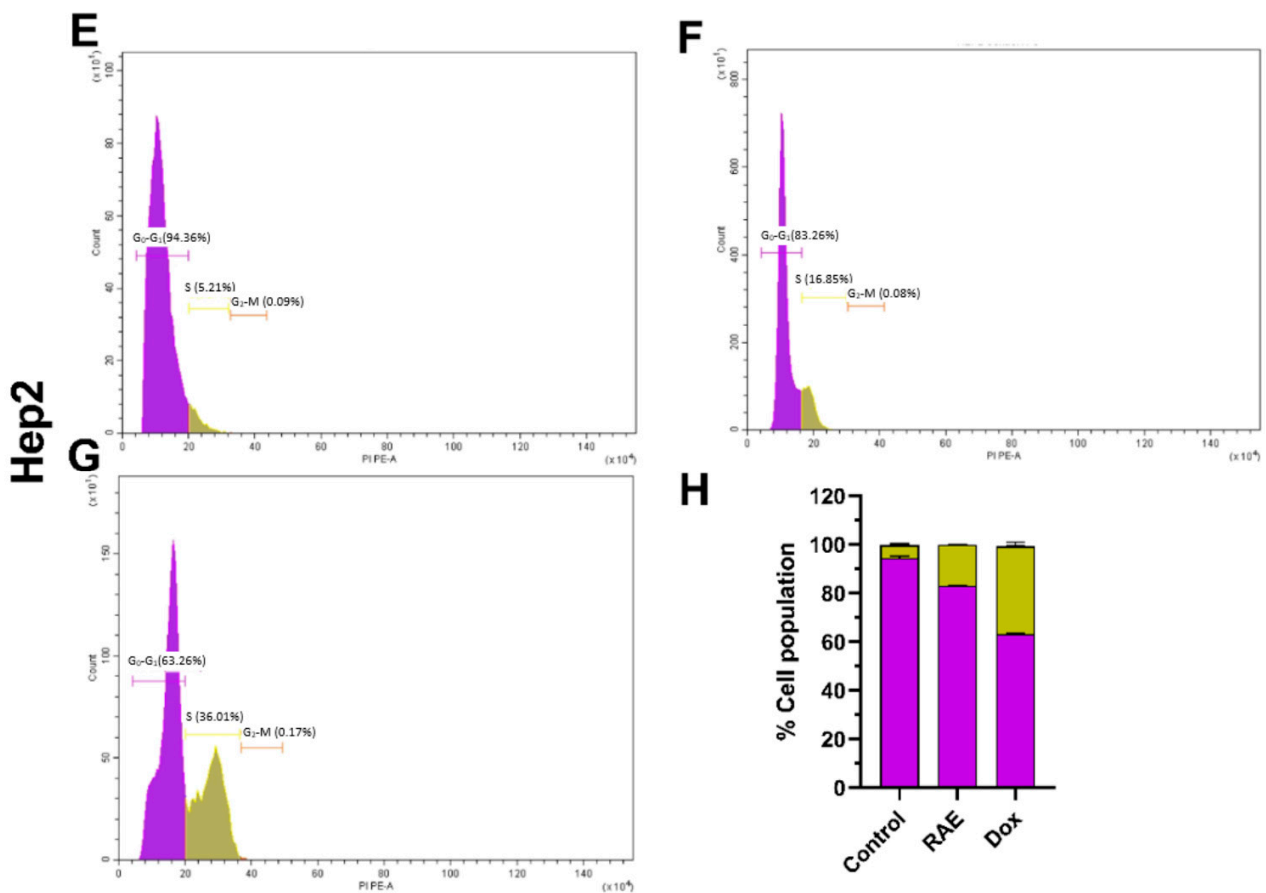 Hep2
E
(x10¹)
100
80
60
40
20
0
Count
G₀-G₁(94.36%)
S (5.21%)
G₂-M (0.09%)
0 20 40 60 80 100 120 140
PI PE-A
(x10⁴)
F
(x10¹)
800
600
400
200
0
Count
G₀-G₁(83.26%)
S (16.85%)
G₂-M (0.08%)
0 20 40 60 80 100 120 140
PI PE-A
(x10⁴)
G
(x10¹)
150
100
50
0
Count
G₀-G₁(63.26%)
S (36.01%)
G₂-M (0.17%)
0 20 40 60 80 100 120 140
PI PE-A
(x10⁴)
H
% Cell population
120
100
80
60
40
20
0
Control
RAE
Dox